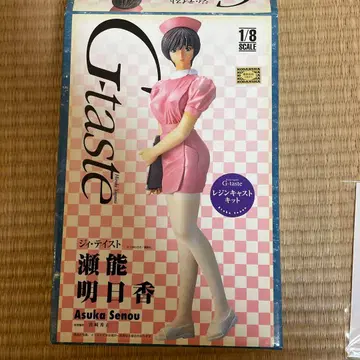 1/8
SCALE
G-taste
G-taste
レジンキャスト
キット
ジィ・テイスト
瀬能
明日香
Asuka Senou